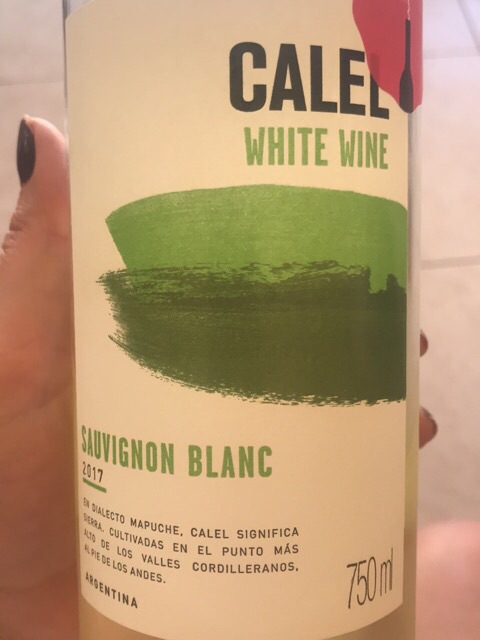 CALEL
WHITE WINE
SAUVIGNON BLANC
2017
EN DIALECTO MAPUCHE, CALEL SIGNIFICA
SIERRA. CULTIVADAS EN EL PUNTO MÁS
ALTO DE LOS VALLES CORDILLERANOS,
AL PIE DE LOS ANDES.
ARGENTINA
750 ml